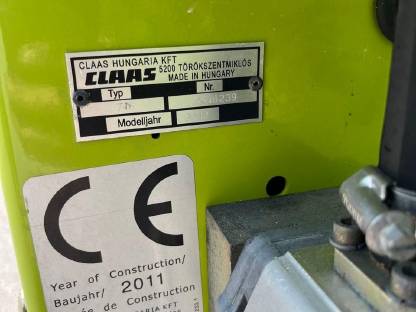 CLAAS HUNGARIA KFT
CLAAS 5200 TÖRÖKSZENTMIKLÓS
MADE IN HUNGARY
Typ Nr.
Modelljahr
CE
Year of Construction/
Baujahr/ 2011
de Construction
KFT